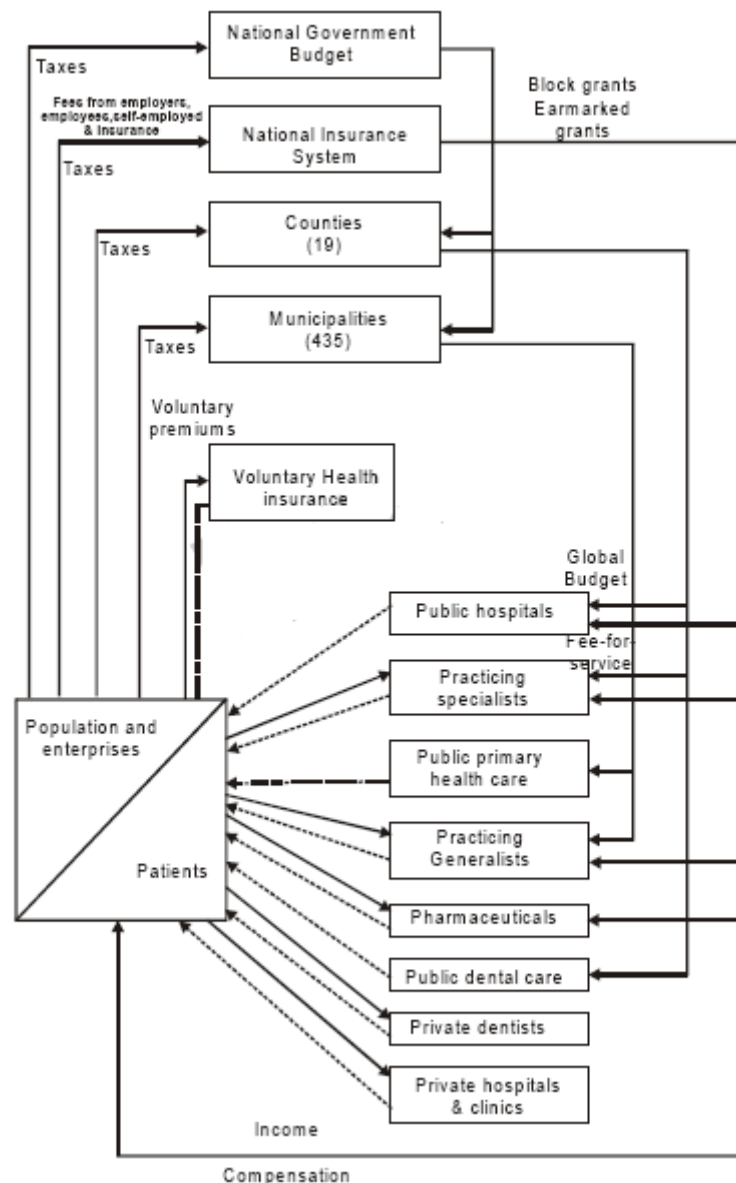 National Government
Budget
Taxes
Block grants
Earmarked
grants
Fees from employers,
employees,self-employed
& Insurance
National Insurance
System
Taxes
Counties
(19)
Taxes
Municipalities
(435)
Taxes
Voluntary
premiums
Voluntary Health
insurance
Global
Budget
Public hospitals
Fee-for-
service
Practicing
specialists
Population and
enterprises
Public primary
health care
Practicing
Generalists
Patients
Pharmaceuticals
Public dental care
Private dentists
Private hospitals
& clinics
Income
Compensation